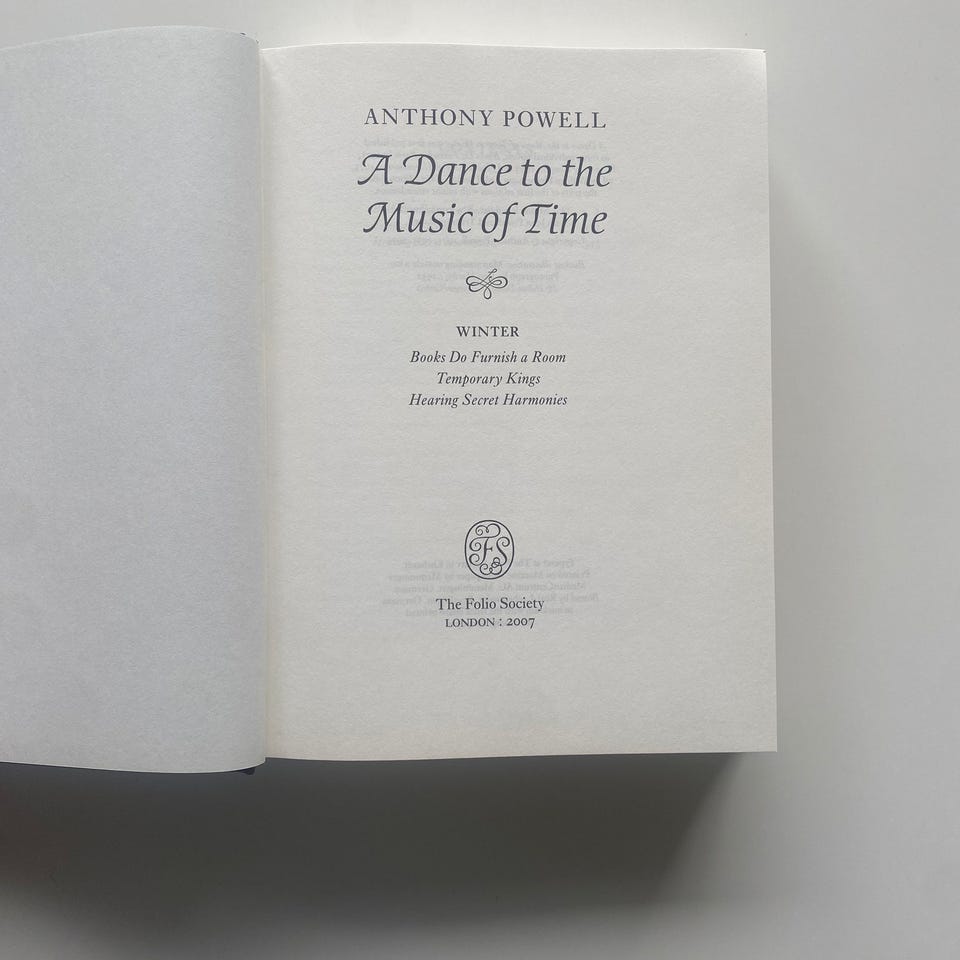 ANTHONY POWELL
A Dance to the
Music of Time
WINTER
Books Do Furnish a Room
Temporary Kings
Hearing Secret Harmonies
FS
The Folio Society
LONDON : 2007